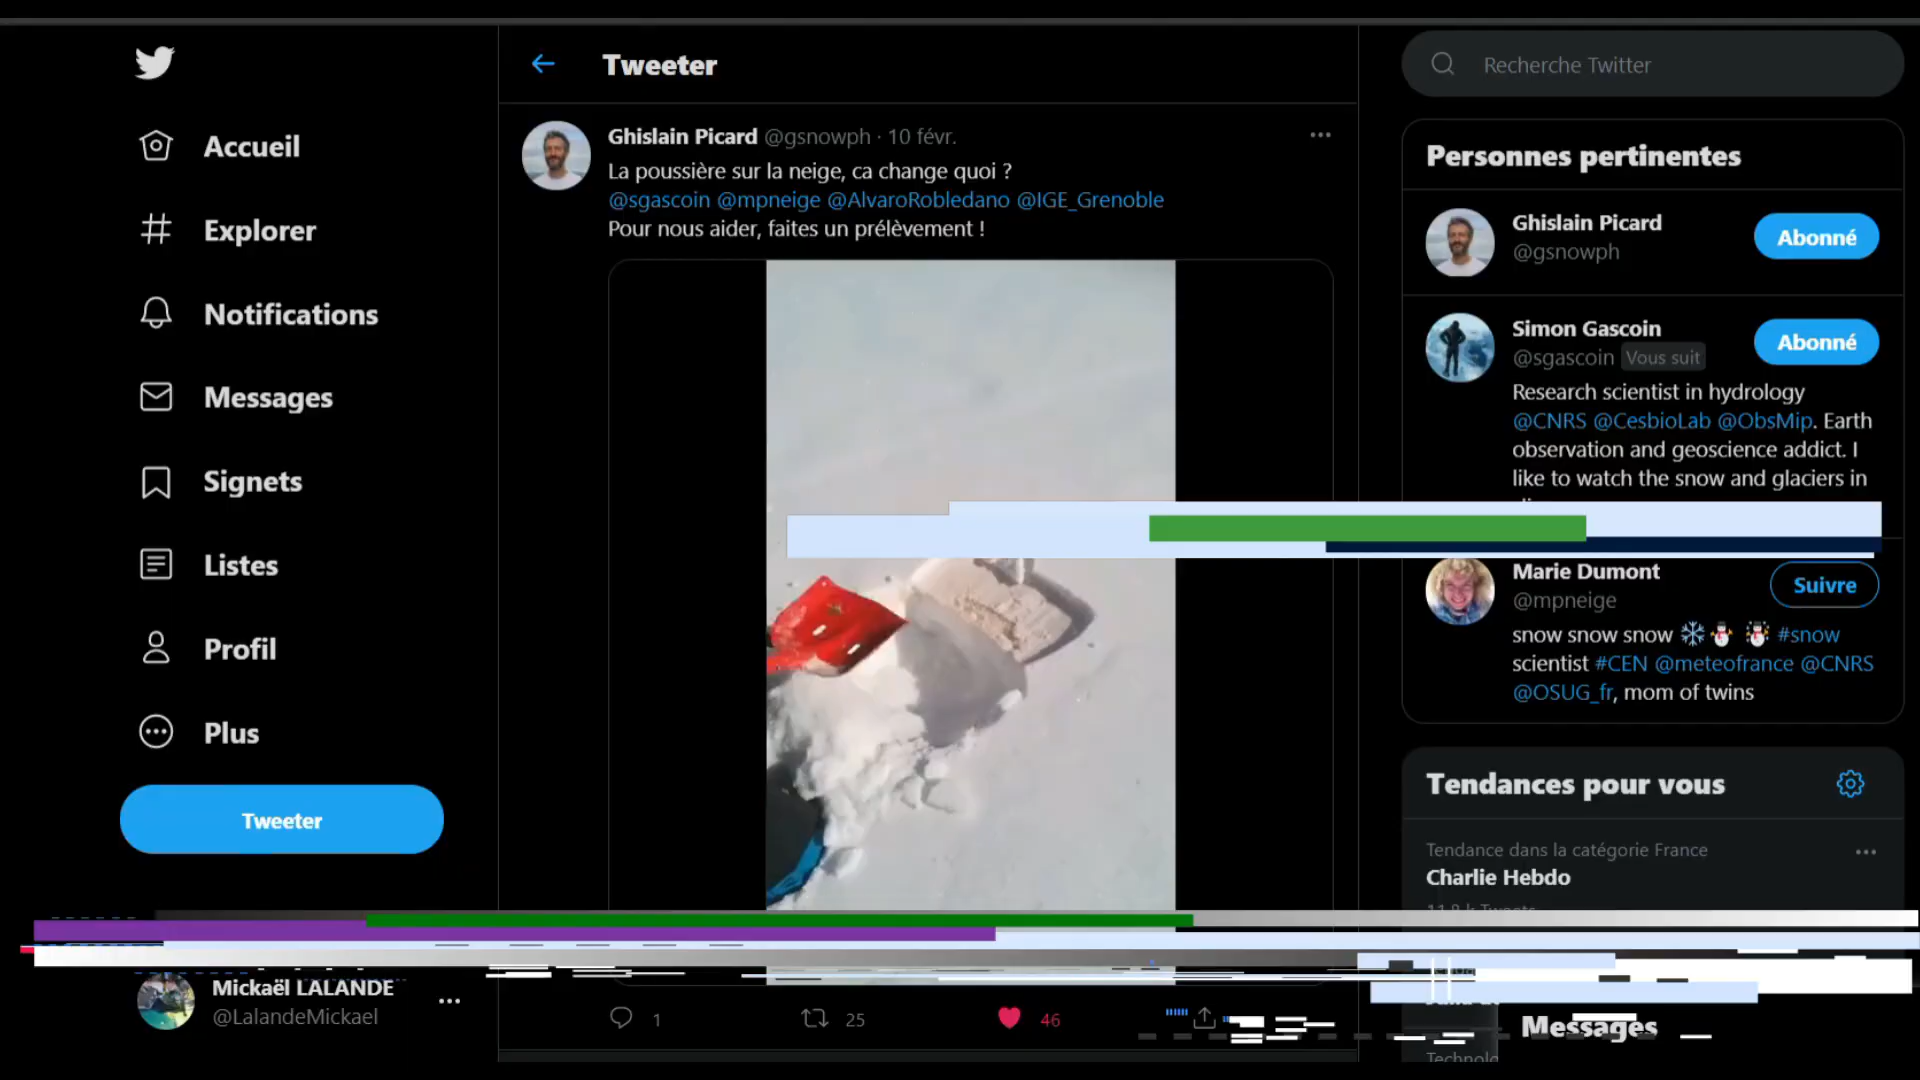 Accueil
Explorer
Notifications
Messages
Signets
Listes
Profil
Plus
Tweeter
Mickaël LALANDE
@LalandeMickael
Tweeter
Ghislain Picard @gsnowph · 10 févr.
La poussière sur la neige, ca change quoi ?
@sgascoin @mpneige @AlvaroRobledano @IGE_Grenoble
Pour nous aider, faites un prélèvement !
1
25
46
Recherche Twitter
Personnes pertinentes
Ghislain Picard
@gsnowph
Abonné
Simon Gascoin
@sgascoin Vous suit
Abonné
Research scientist in hydrology
@CNRS @CesbioLab @ObsMip. Earth
observation and geoscience addict. I
like to watch the snow and glaciers in
Marie Dumont
@mpneige
Suivre
snow snow snow ❄️⛄ ☃️ #snow
scientist #CEN @meteofrance @CNRS
@OSUG_fr, mom of twins
Tendances pour vous
Tendance dans la catégorie France
Charlie Hebdo
Messages